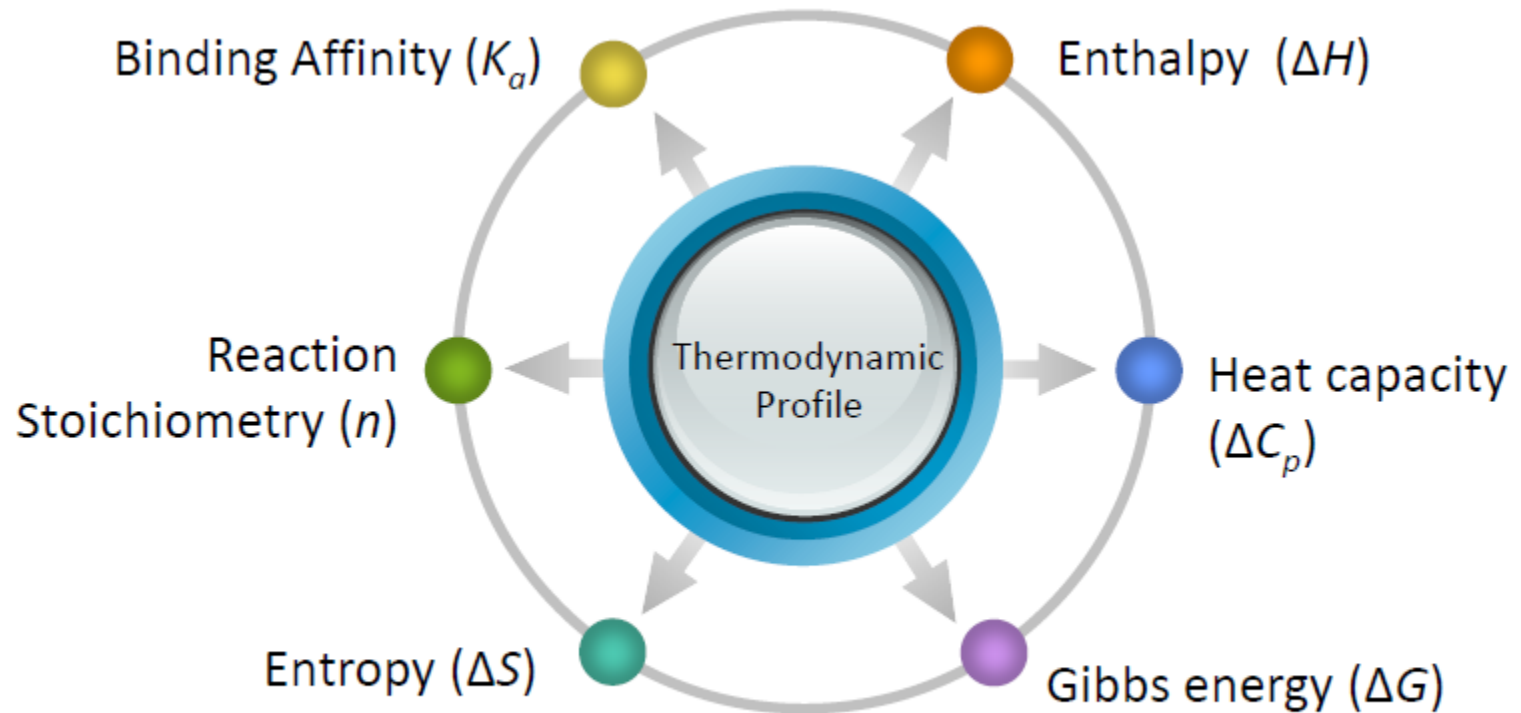 Binding Affinity (Kₐ)
Enthalpy (ΔH)
Reaction
Stoichiometry (n)
Thermodynamic
Profile
Heat capacity
(ΔCₚ)
Entropy (ΔS)
Gibbs energy (ΔG)